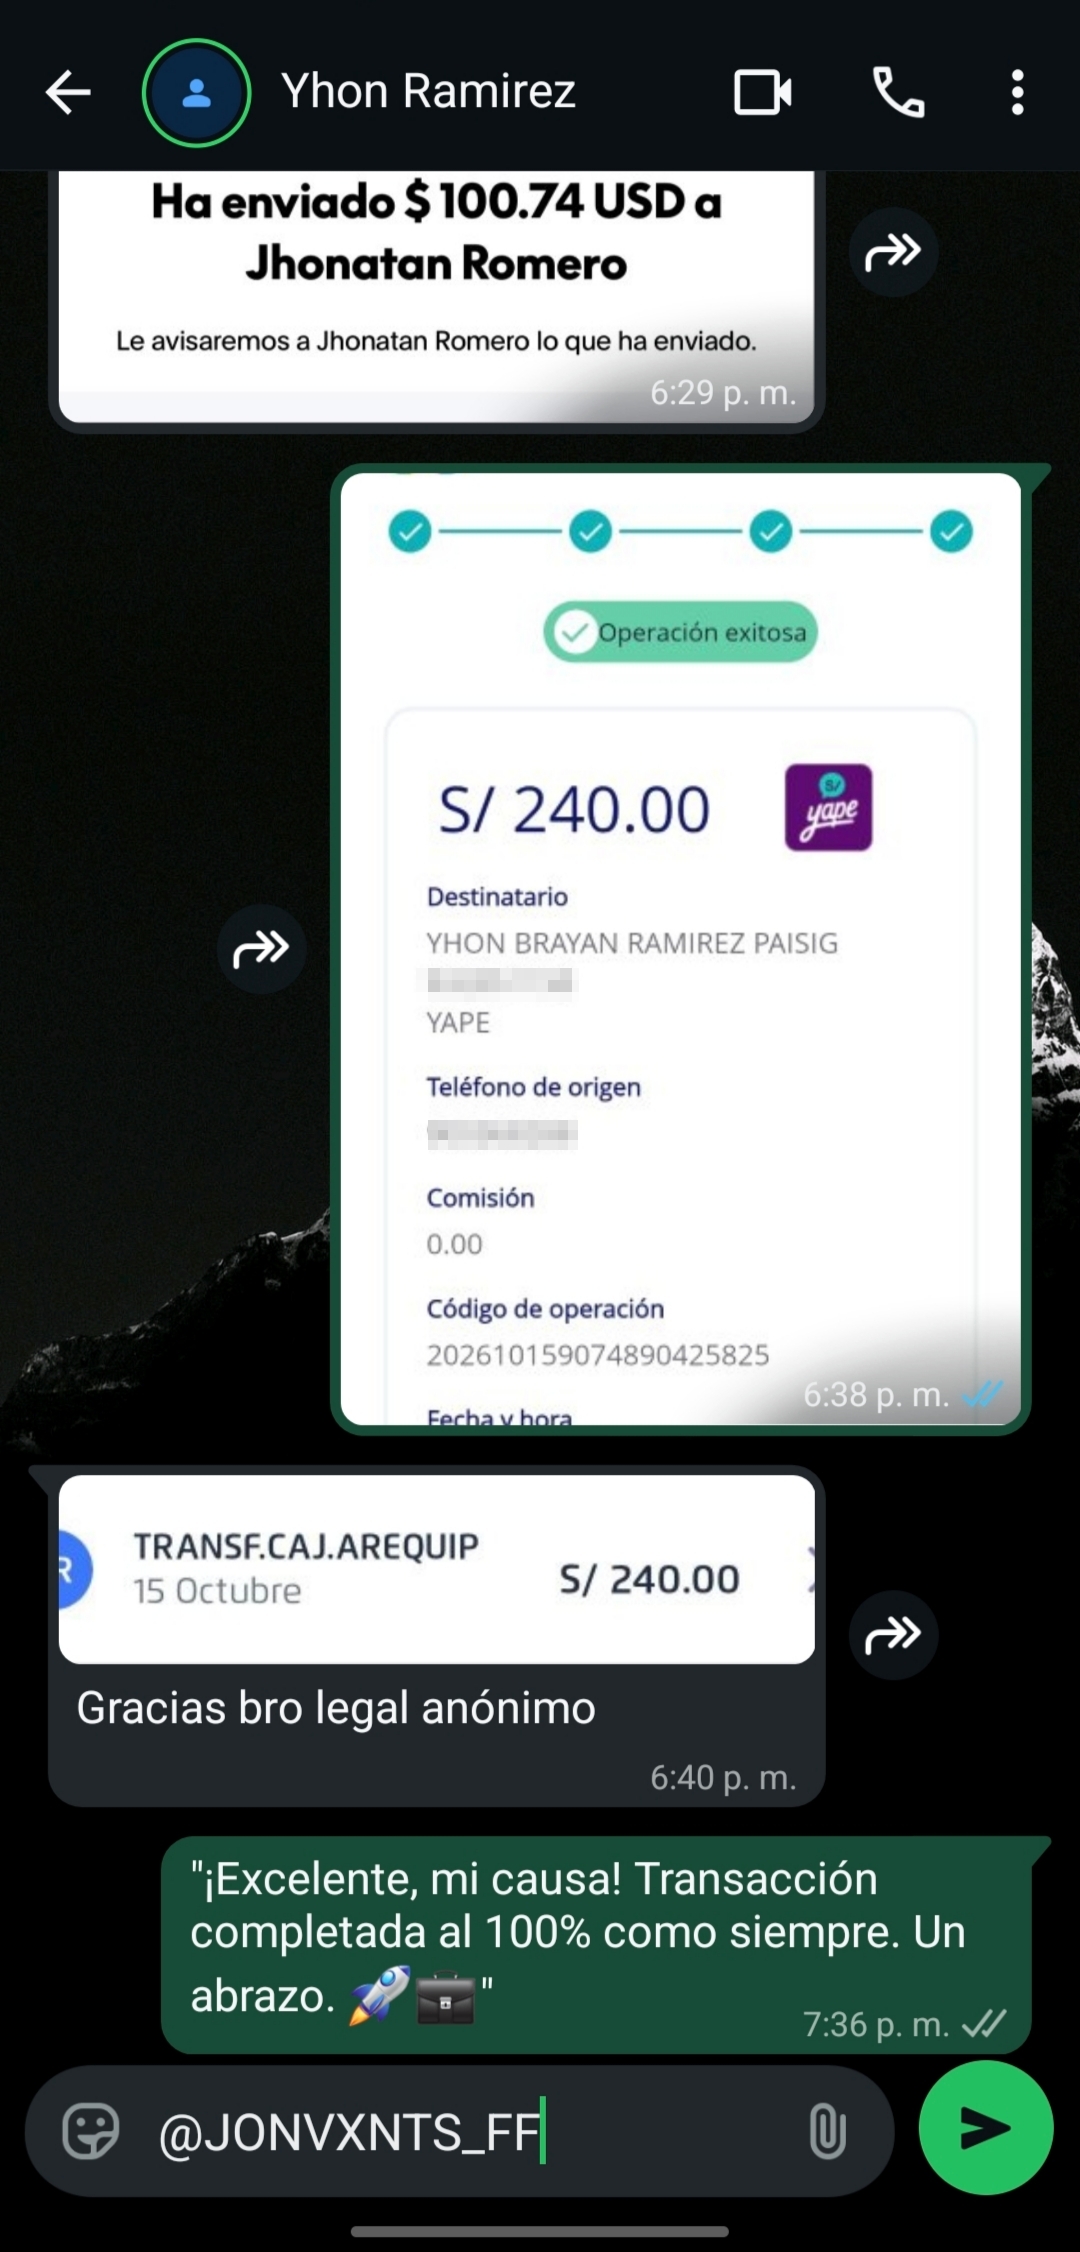 Yhon Ramirez
Ha enviado $ 100.74 USD a
Jhonatan Romero
Le avisaremos a Jhonatan Romero lo que ha enviado.
6:29 p. m.
Operación exitosa
S/ 240.00
S/
yape
Destinatario
YHON BRAYAN RAMIREZ PAISIG
YAPE
Teléfono de origen
Comisión
0.00
Código de operación
202610159074890425825
6:38 p. m.
Fecha y hora
R
TRANSF.CAJ.AREQUIP
S/ 240.00
15 Octubre
Gracias bro legal anónimo
6:40 p. m.
"¡Excelente, mi causa! Transacción
completada al 100% como siempre. Un
abrazo. 🚀💼"
7:36 p. m.
@JONVXNTS_FF